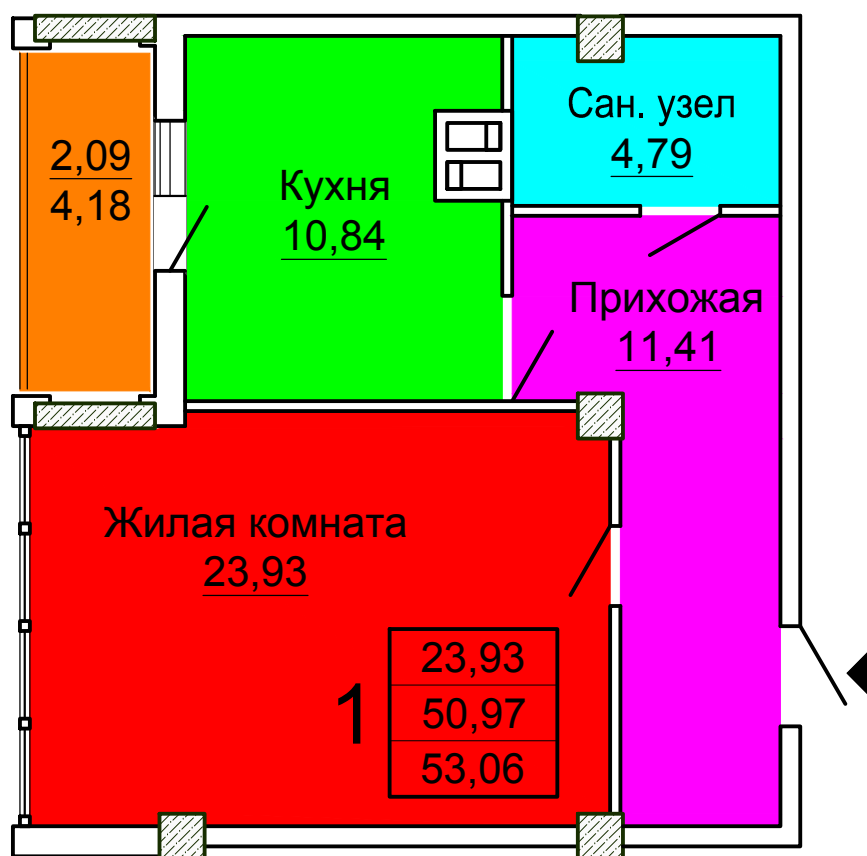 Сан. узел
4,79
2,09
4,18
Кухня
10,84
Прихожая
11,41
Жилая комната
23,93
1
23,93
50,97
53,06